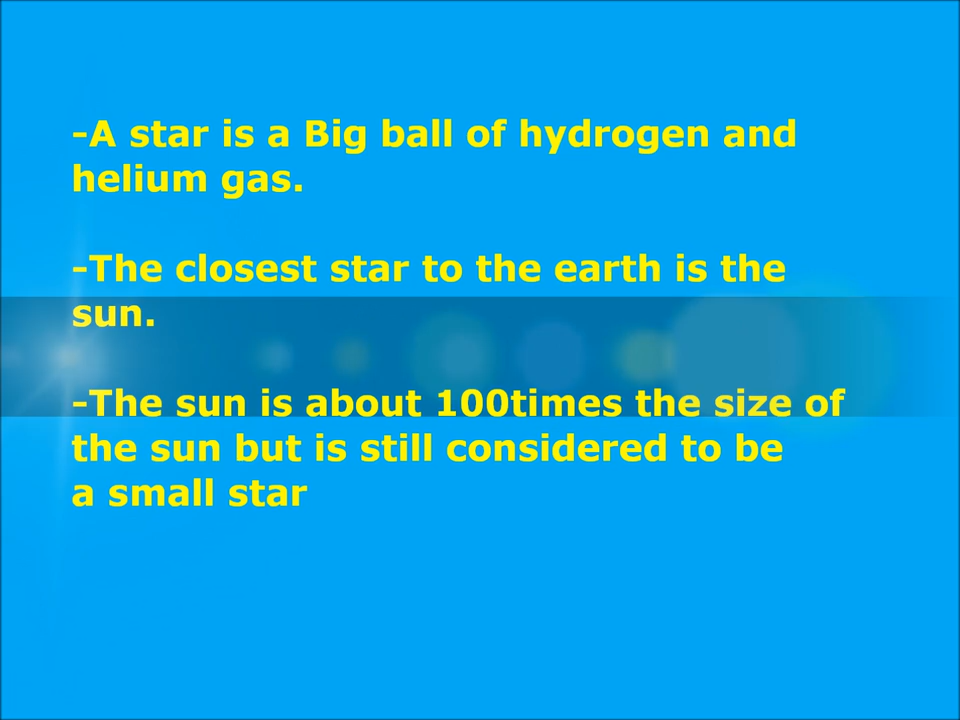 -A star is a Big ball of hydrogen and
helium gas.
-The closest star to the earth is the
sun.
-The sun is about 100times the size of
the sun but is still considered to be
a small star